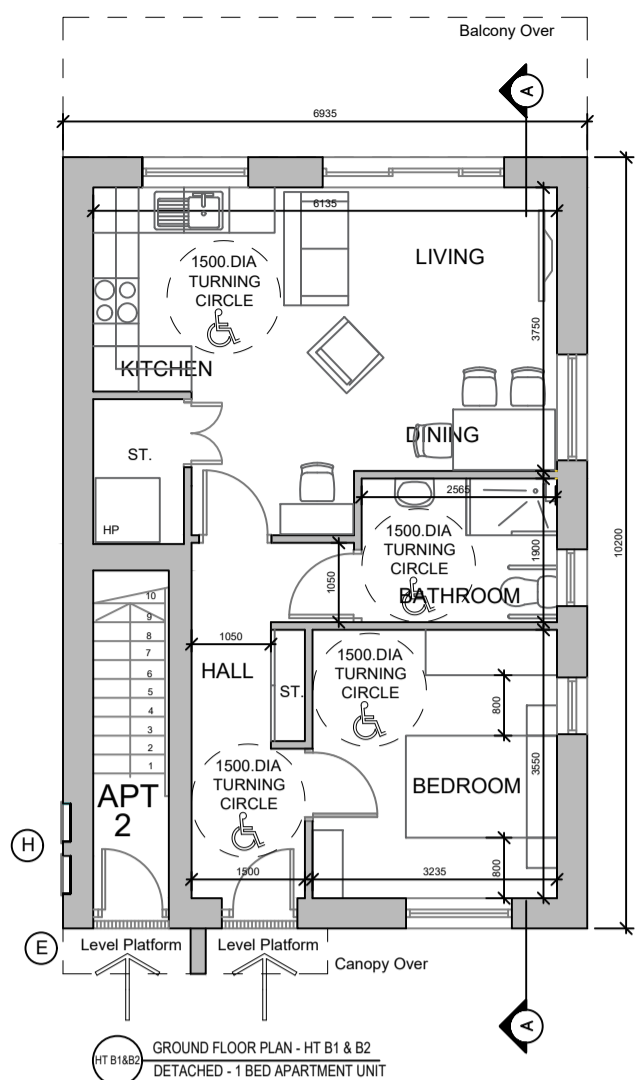 Balcony Over
A
6935
6135
1500.DIA
TURNING
CIRCLE
LIVING
3750
KITCHEN
DINING
ST.
HP
2565
1500.DIA
TURNING
CIRCLE
BATHROOM
1900
1050
10200
10
9
8
7
6
5
4
3
2
1
1050
HALL
ST.
1500.DIA
TURNING
CIRCLE
800
3550
BEDROOM
1500.DIA
TURNING
CIRCLE
APT
2
H
1500
3235
800
E
Level Platform
Level Platform
Canopy Over
A
HT B1&B2
GROUND FLOOR PLAN - HT B1 & B2
DETACHED - 1 BED APARTMENT UNIT